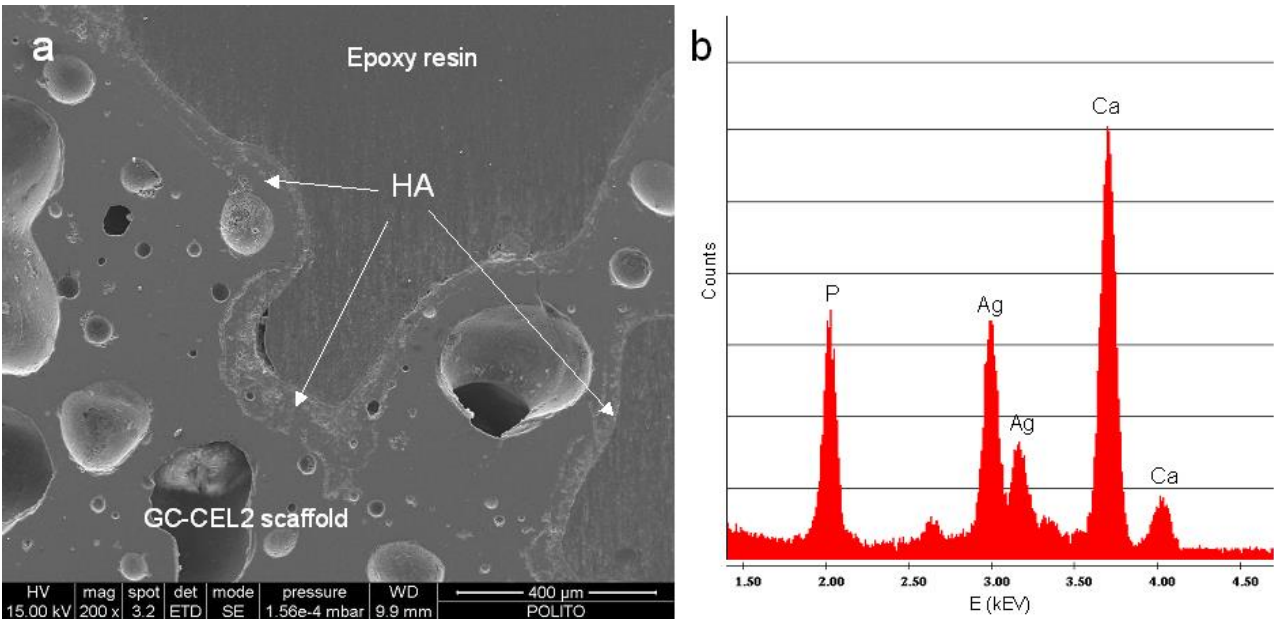 a
Epoxy resin
HA
GC-CEL2 scaffold
HV mag spot det mode pressure WD 400 µm
15.00 kV 200 x 3.2 ETD SE 1.56e-4 mbar 9.9 mm POLITO
b
Counts
P
Ag
Ag
Ca
Ca
1.50 2.00 2.50 3.00 3.50 4.00 4.50
E (kEV)